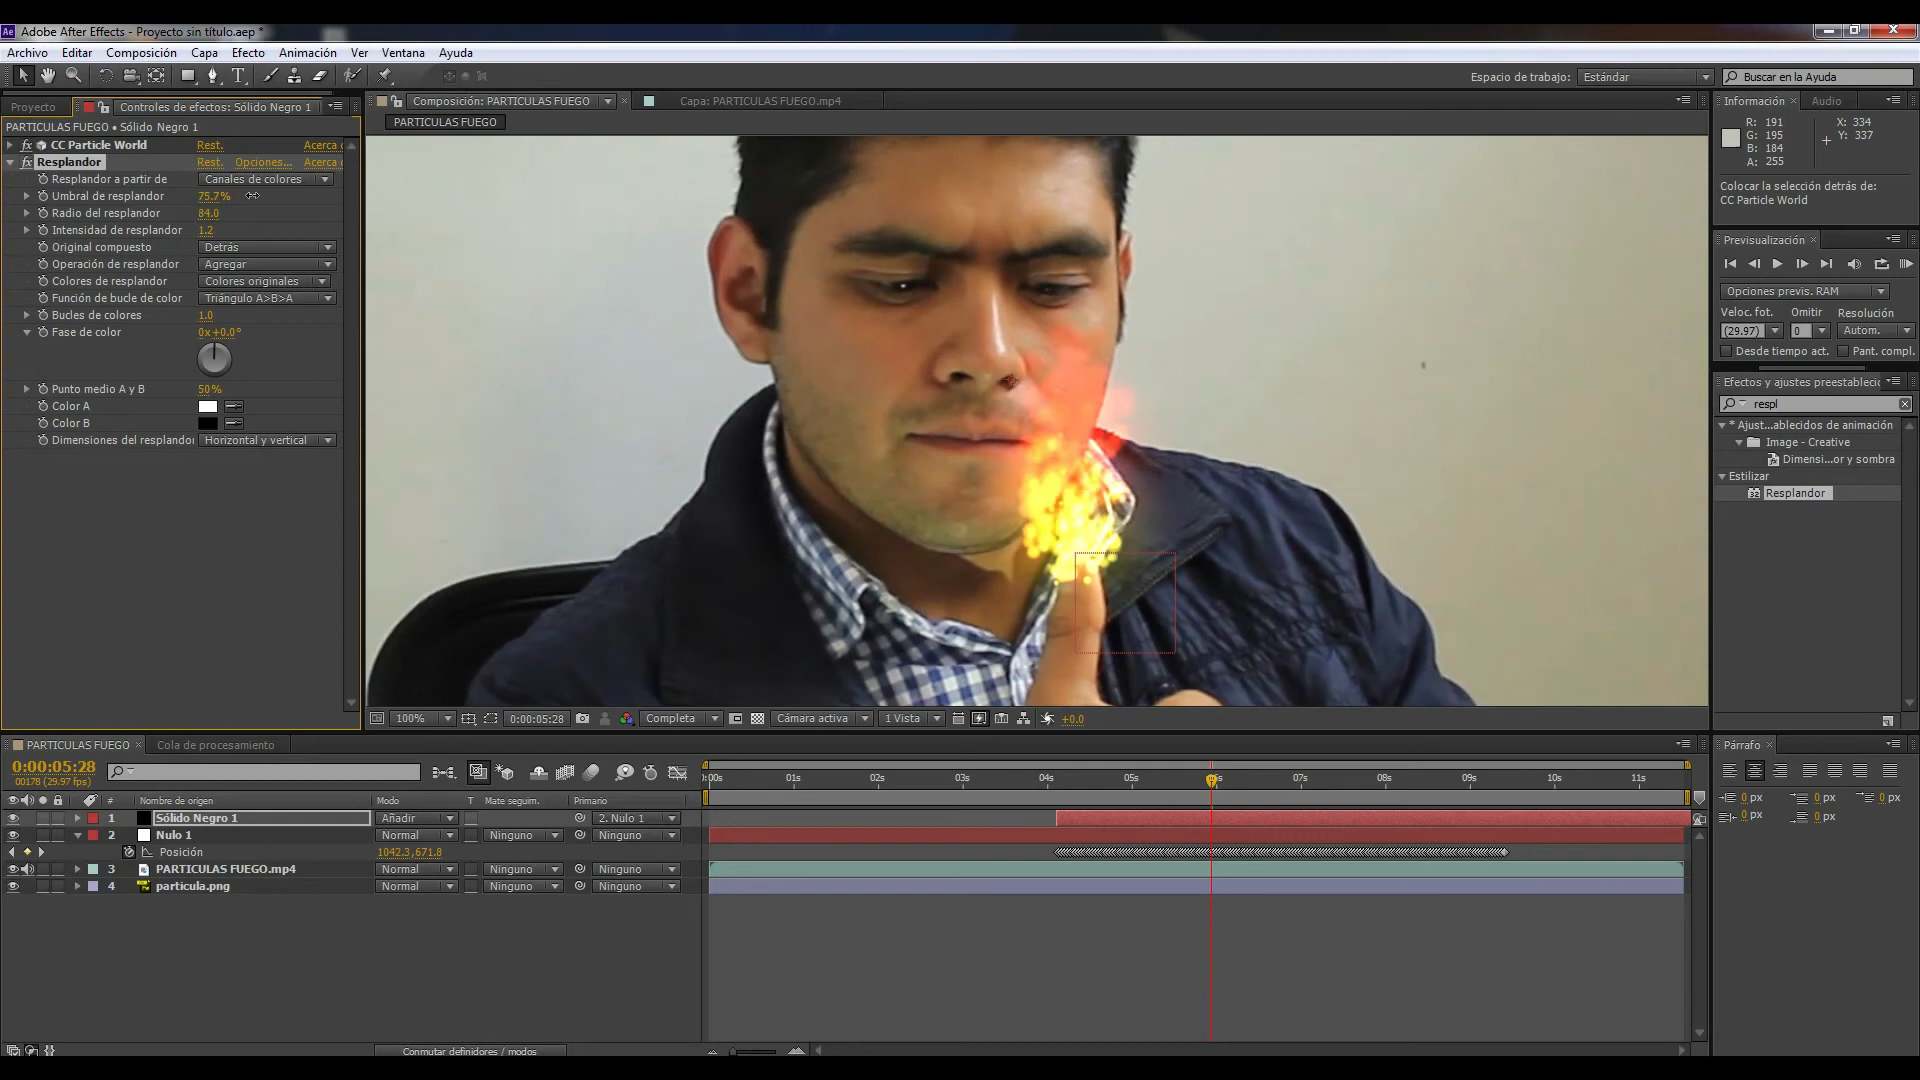 Adobe After Effects - Proyecto sin título.aep *
Archivo Editar Composición Capa Efecto Animación Ver Ventana Ayuda
Espacio de trabajo: Estándar
Buscar en la Ayuda
Proyecto Controles de efectos: Sólido Negro 1
PARTICULAS FUEGO • Sólido Negro 1
CC Particle World Rest. Acerca
Resplandor Rest. Opciones... Acerca
Resplandor a partir de Canales de colores
Umbral de resplandor 75.7%
Radio del resplandor 84.0
Intensidad de resplandor 1.2
Original compuesto Detrás
Operación de resplandor Agregar
Colores de resplandor Colores originales
Función de bucle de color Triángulo A>B>A
Bucles de colores 1.0
Fase de color 0x+0.0°
Punto medio A y B 50%
Color A
Color B
Dimensiones del resplandor Horizontal y vertical
Composición: PARTICULAS FUEGO
Capa: PARTICULAS FUEGO.mp4
PARTICULAS FUEGO
100% 0:00:05:28 Completa Cámara activa 1 Vista +0.0
Información Audio
R: 191 X: 334
G: 195 Y: 337
B: 184
A: 255
Colocar la selección detrás de:
CC Particle World
Previsualización
Opciones previs. RAM
Veloc. fot. Omitir Resolución
(29.97) 0 Autom.
Desde tiempo act. Pant. compl.
Efectos y ajustes preestableci
respl
* Ajust...ablecidos de animación
Image - Creative
Dimensi...or y sombra
Estilizar
Resplandor
PARTICULAS FUEGO Cola de procesamiento
0:00:05:28
00178 (29.97 fps)
:00s 01s 02s 03s 04s 05s 6s 07s 08s 09s 10s 11s
# Nombre de origen Modo T Mate seguim. Primario
1 Sólido Negro 1 Añadir 2. Nulo 1
2 Nulo 1 Normal Ninguno Ninguno
Posición 1042.3,671.8
3 PARTICULAS FUEGO.mp4 Normal Ninguno Ninguno
4 particula.png Normal Ninguno Ninguno
Conmutar definidores / modos
Párrafo
0 px 0 px 0 px
0 px 0 px